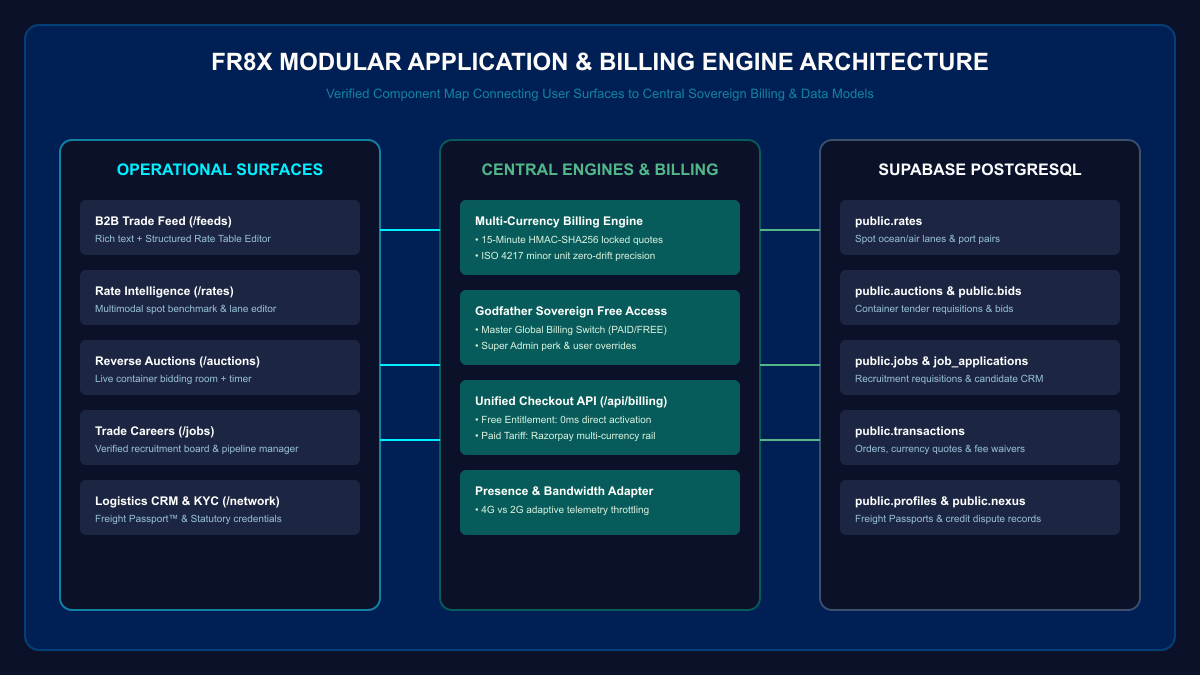 FR8X MODULAR APPLICATION & BILLING ENGINE ARCHITECTURE
Verified Component Map Connecting User Surfaces to Central Sovereign Billing & Data Models
OPERATIONAL SURFACES
B2B Trade Feed (/feeds)
Rich text + Structured Rate Table Editor
Rate Intelligence (/rates)
Multimodal spot benchmark & lane editor
Reverse Auctions (/auctions)
Live container bidding room + timer
Trade Careers (/jobs)
Verified recruitment board & pipeline manager
Logistics CRM & KYC (/network)
Freight Passport™ & Statutory credentials
CENTRAL ENGINES & BILLING
Multi-Currency Billing Engine
• 15-Minute HMAC-SHA256 locked quotes
• ISO 4217 minor unit zero-drift precision
Godfather Sovereign Free Access
• Master Global Billing Switch (PAID/FREE)
• Super Admin perk & user overrides
Unified Checkout API (/api/billing)
• Free Entitlement: 0ms direct activation
• Paid Tariff: Razorpay multi-currency rail
Presence & Bandwidth Adapter
• 4G vs 2G adaptive telemetry throttling
SUPABASE POSTGRESQL
public.rates
Spot ocean/air lanes & port pairs
public.auctions & public.bids
Container tender requisitions & bids
public.jobs & job_applications
Recruitment requisitions & candidate CRM
public.transactions
Orders, currency quotes & fee waivers
public.profiles & public.nexus
Freight Passports & credit dispute records